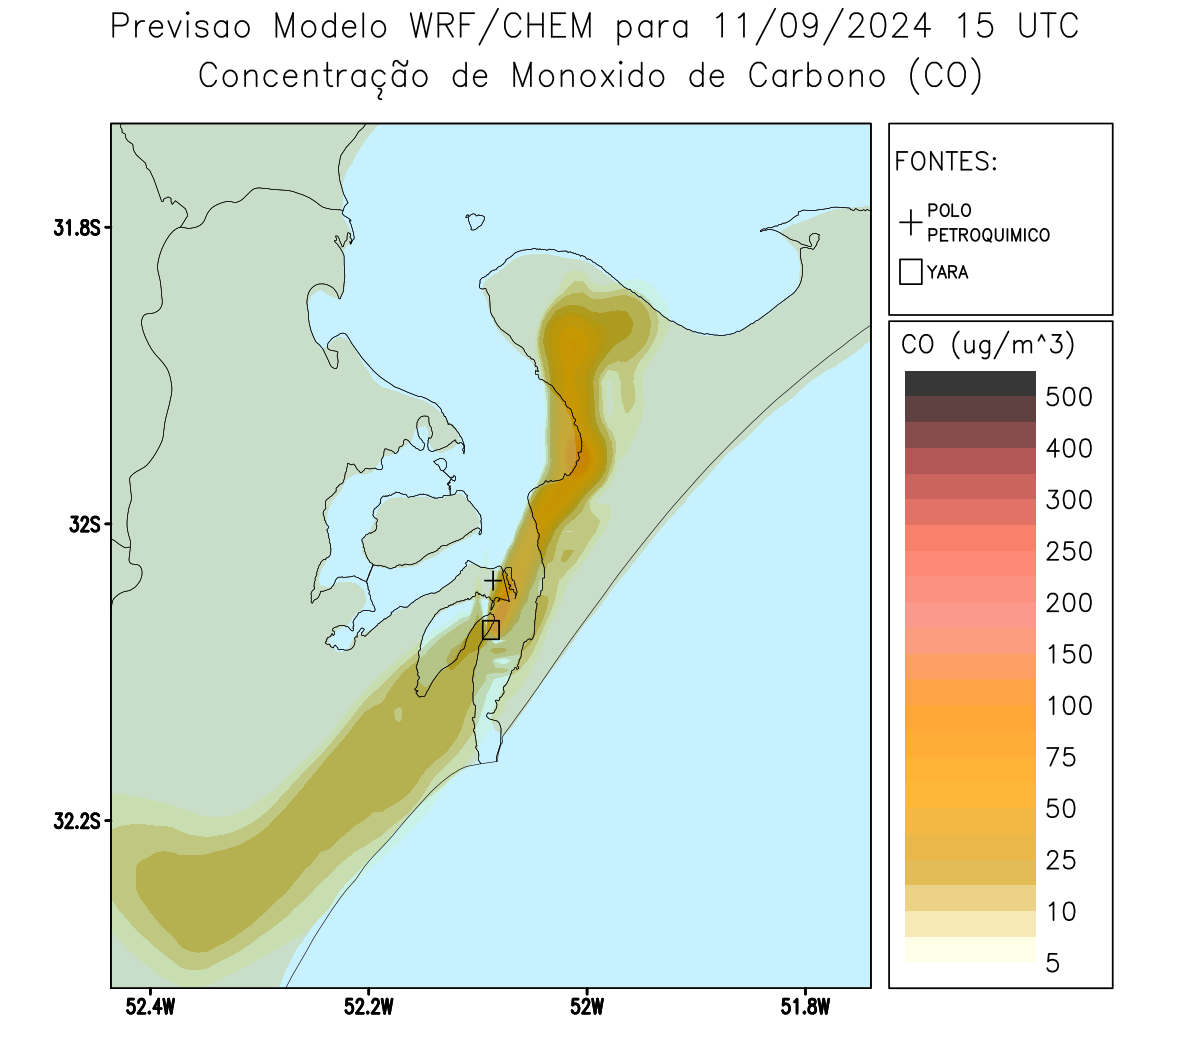 Previsao Modelo WRF/CHEM para 11/09/2024 15 UTC
Concentração de Monoxido de Carbono (CO)
FONTES:
POLO
PETROQUIMICO
YARA
31.8S
32S
32.2S
52.4W
52.2W
52W
51.8W
CO (ug/m^3)
500
400
300
250
200
150
100
75
50
25
10
5